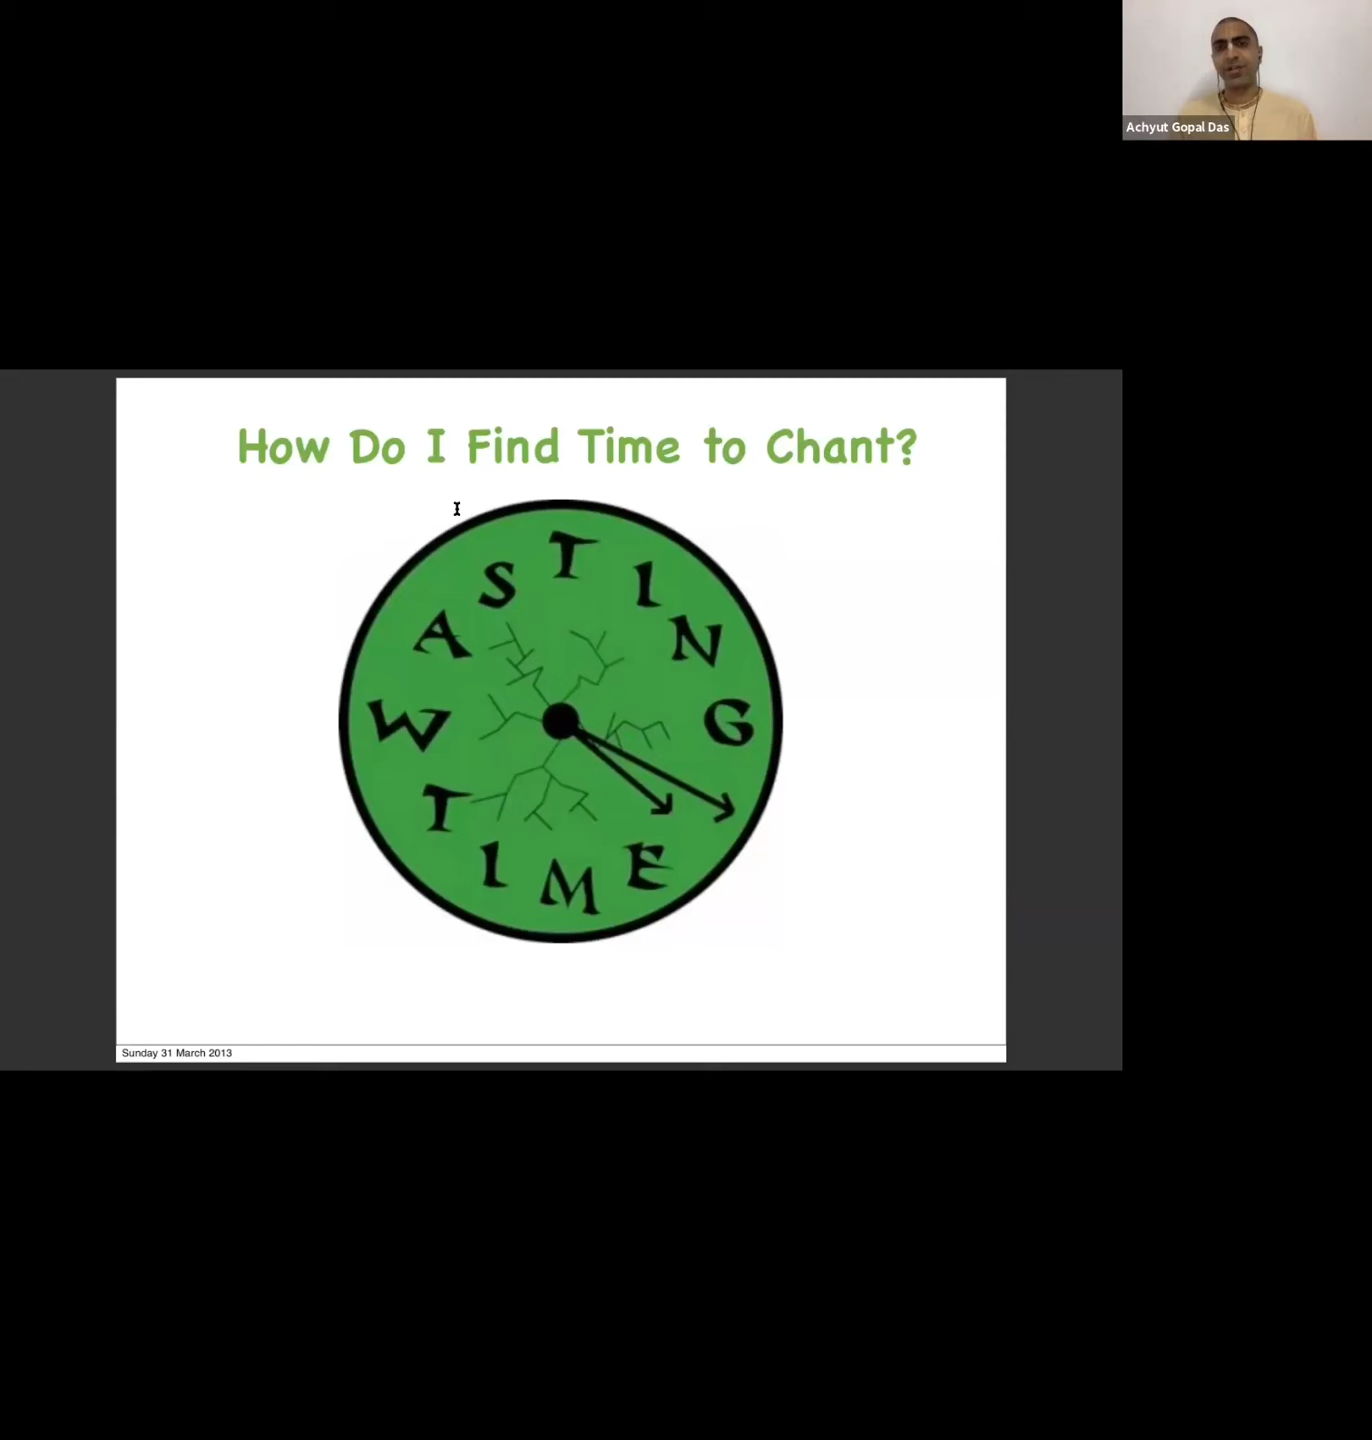 Achyut Gopal Das
How Do I Find Time to Chant?
WASTING
TIME
Sunday 31 March 2013